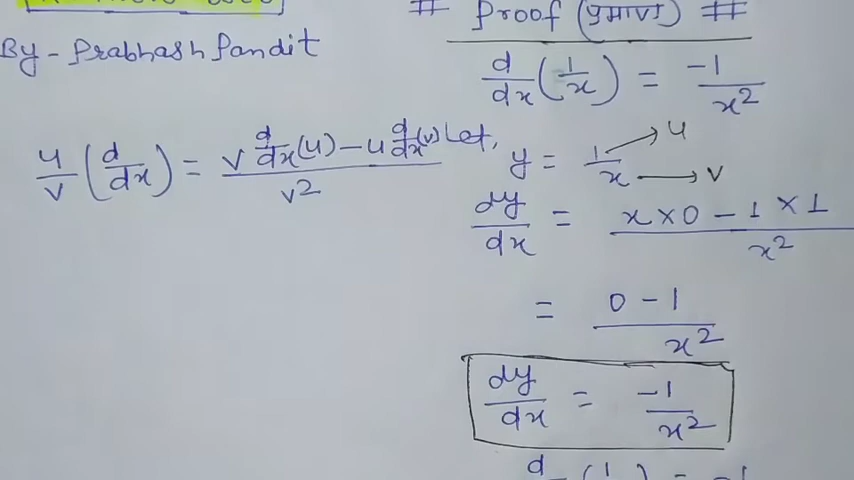 By - Prabhash Pandit
u/v (d/dx) = (v d/dx (u) - u d/dx (v)) / v²
# Proof (प्रमाण) #
d/dx (1/x) = -1/x²
Let, y = 1/x → u → v
dy/dx = (x × 0 - 1 × 1) / x²
= (0 - 1) / x²
dy/dx = -1/x²